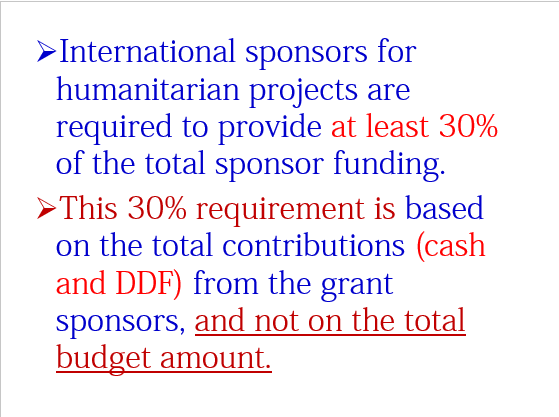 ➢International sponsors for
humanitarian projects are
required to provide at least 30%
of the total sponsor funding.
➢This 30% requirement is based
on the total contributions (cash
and DDF) from the grant
sponsors, and not on the total
budget amount.